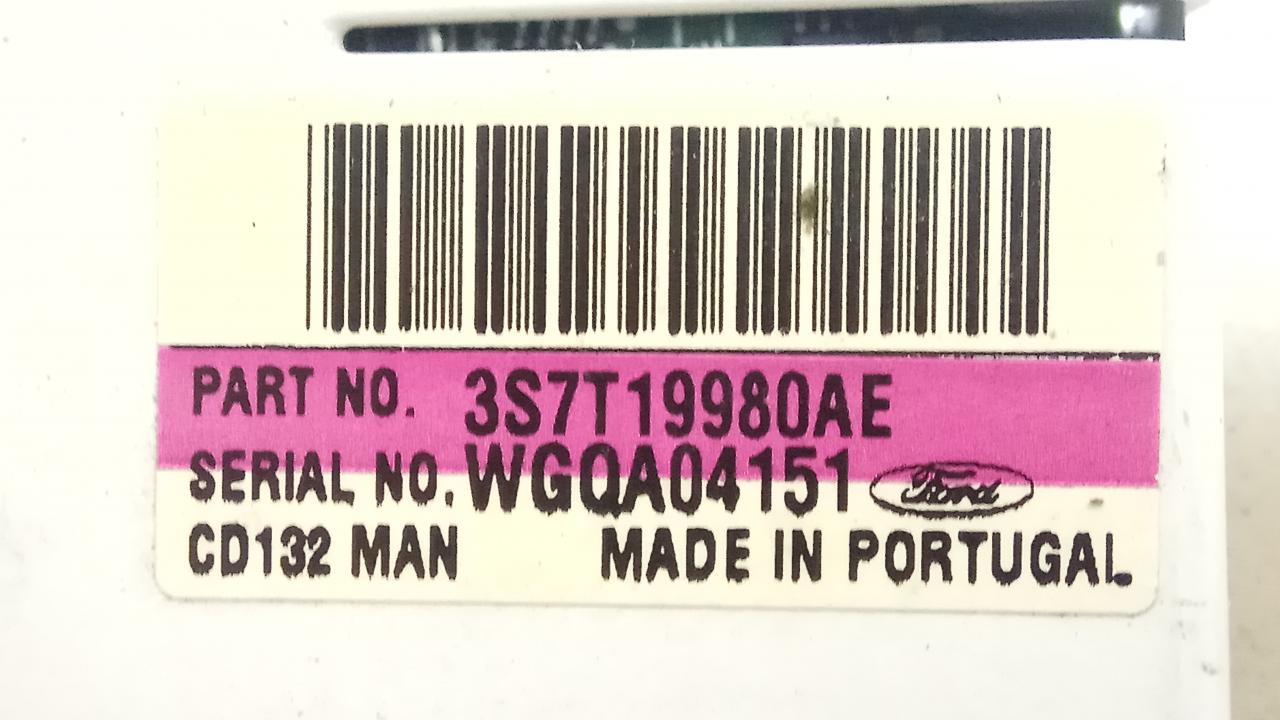 PART NO. 3S7T19980AE
SERIAL NO. WGQA04151 Ford
CD132 MAN MADE IN PORTUGAL